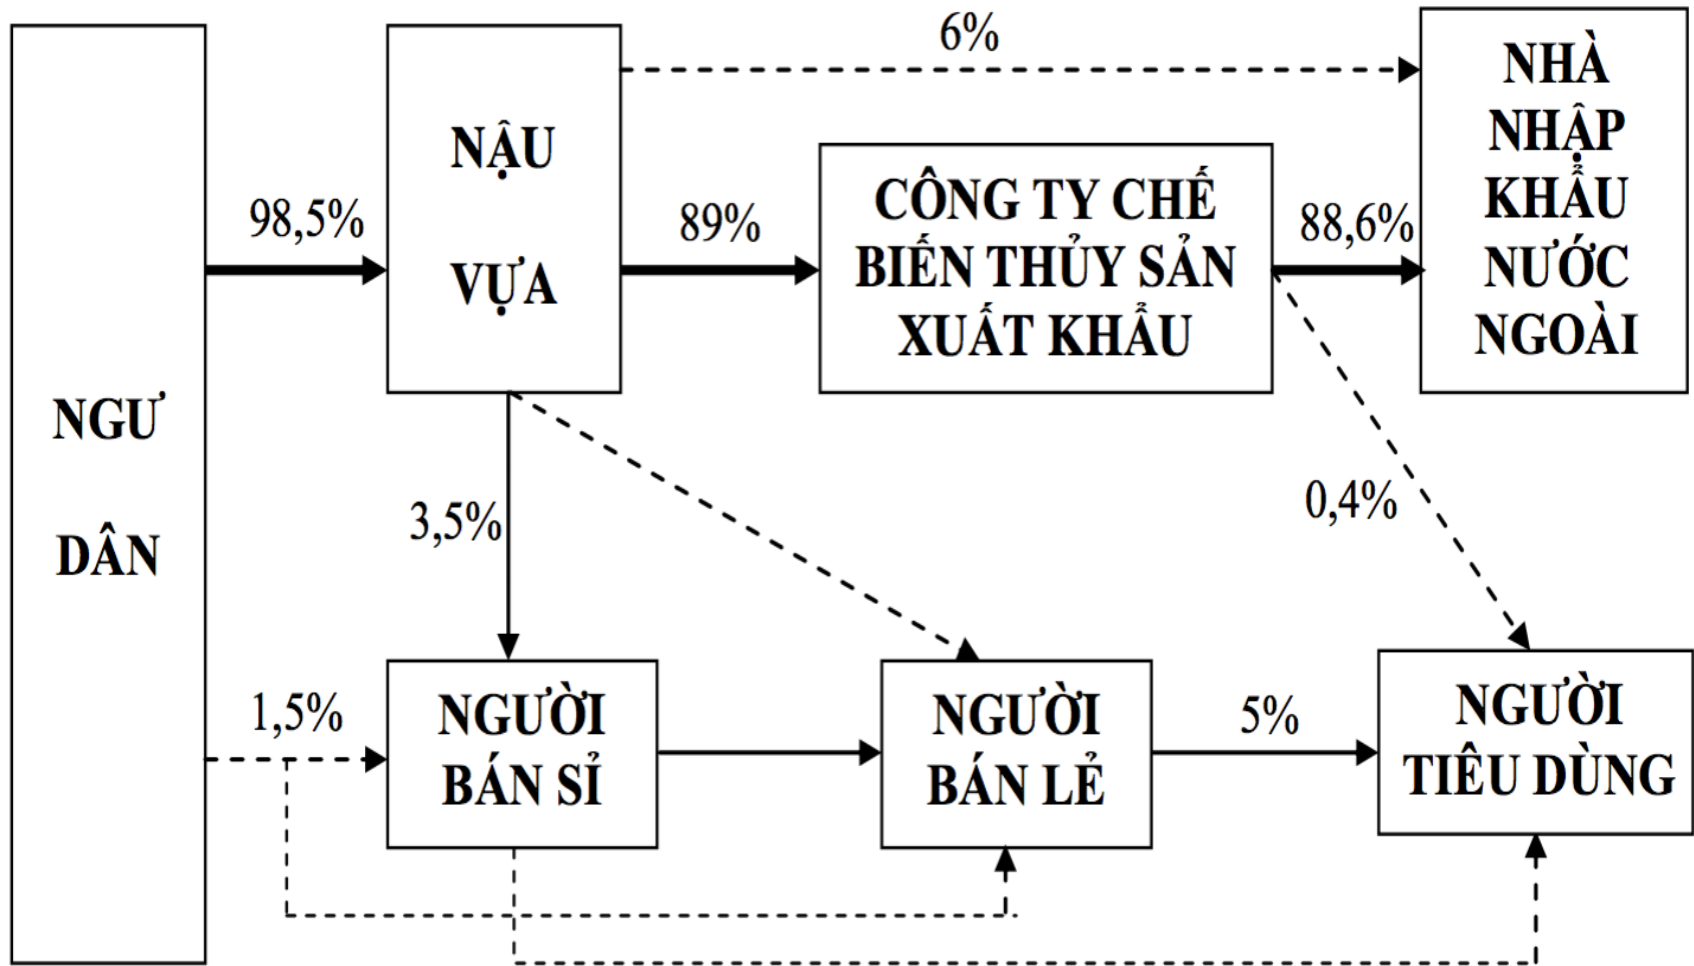 6%
NHÀ
NHẬP
KHẨU
NƯỚC
NGOÀI
NẬU
VỰA
CÔNG TY CHẾ
BIẾN THỦY SẢN
XUẤT KHẨU
98,5%
89%
88,6%
NGƯ
DÂN
3,5%
0,4%
1,5%
NGƯỜI
BÁN SỈ
NGƯỜI
BÁN LẺ
5%
NGƯỜI
TIÊU DÙNG